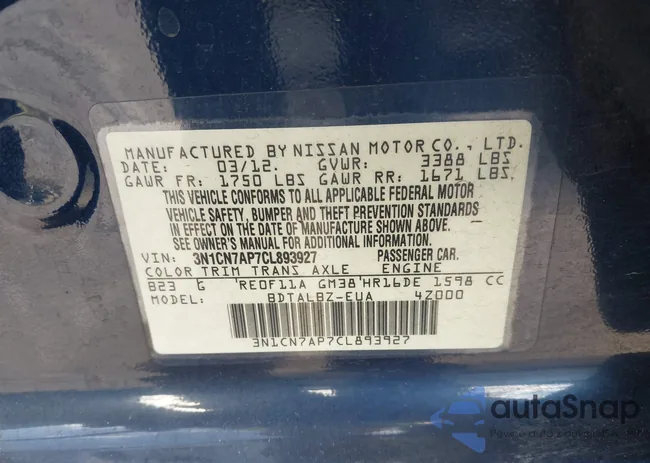 MANUFACTURED BY NISSAN MOTOR CO., LTD.
DATE: 03/12. GVWR: 3388 LBS
GAWR FR: 1750 LBS GAWR RR: 1671 LBS
THIS VEHICLE CONFORMS TO ALL APPLICABLE FEDERAL MOTOR
VEHICLE SAFETY, BUMPER AND THEFT PREVENTION STANDARDS
IN EFFECT ON THE DATE OF MANUFACTURE SHOWN ABOVE.
SEE OWNER'S MANUAL FOR ADDITIONAL INFORMATION.
VIN: 3N1CN7AP7CL893927 PASSENGER CAR.
COLOR TRIM TRANS AXLE ENGINE
B23 G RE0F11A GM38 HR16DE 1598 CC
MODEL: BDTALBZ-EUA 4Z000
3N1CN7AP7CL893927
autoSnap